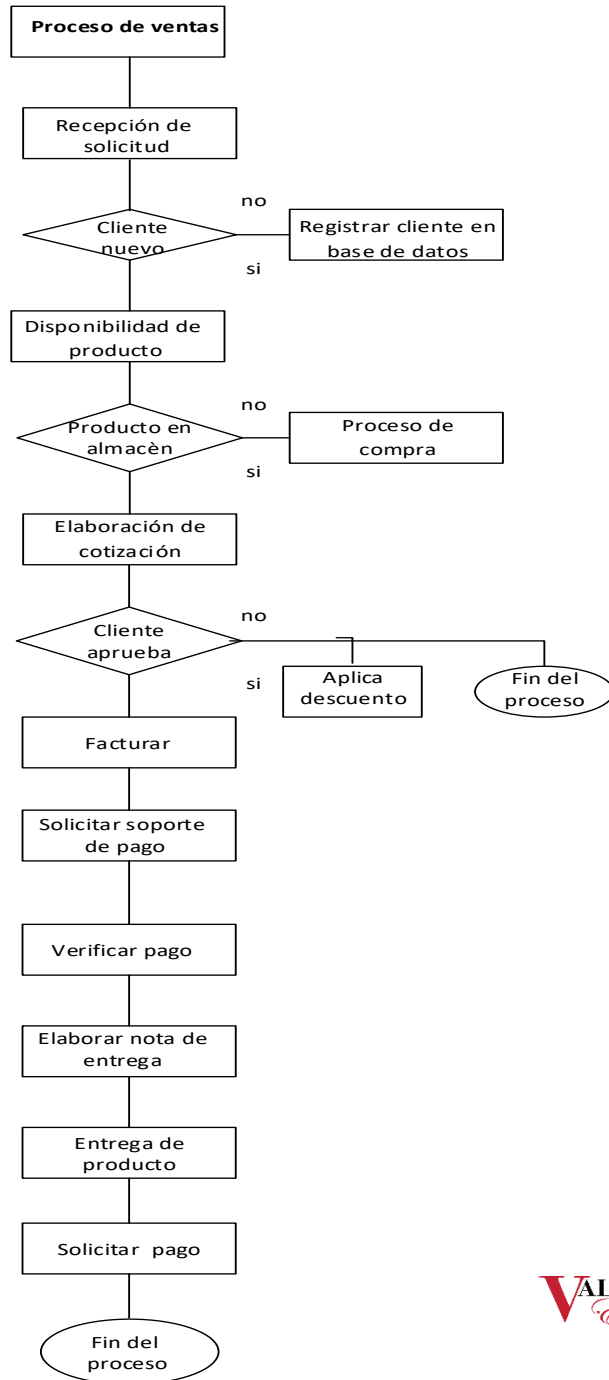 Proceso de ventas
Recepción de
solicitud
no
Cliente
nuevo
Registrar cliente en
base de datos
si
Disponibilidad de
producto
no
Producto en
almacèn
Proceso de
compra
si
Elaboración de
cotización
no
Cliente
aprueba
si
Aplica
descuento
Fin del
proceso
Facturar
Solicitar soporte
de pago
Verificar pago
Elaborar nota de
entrega
Entrega de
producto
Solicitar pago
Fin del
proceso
VAL